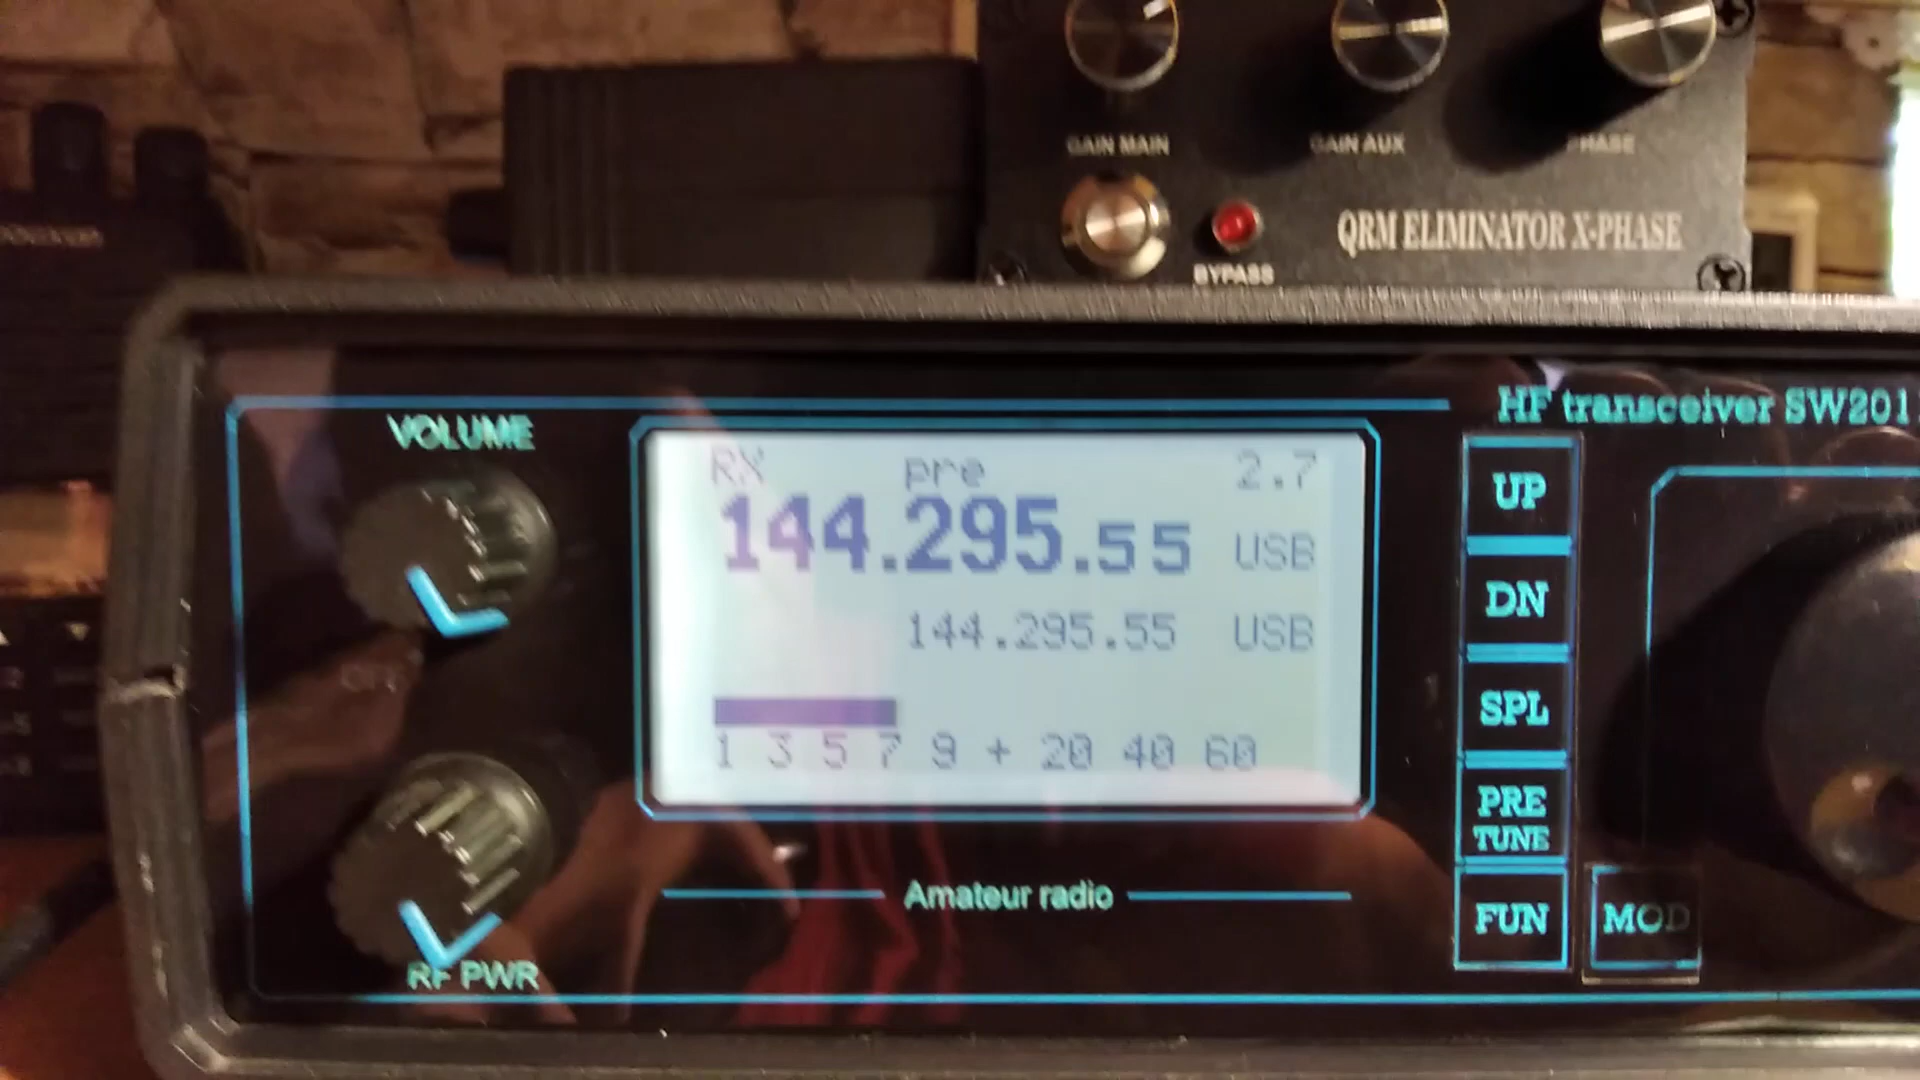 GAIN MAIN GAIN AUX PHASE
QRM ELIMINATOR X-PHASE
BYPASS
HF transceiver SW201
VOLUME
RX pre 2.7
144.295.55 USB
144.295.55 USB
1 3 5 7 9 + 20 40 60
UP
DN
SPL
PRE
TUNE
FUN
MOD
Amateur radio
RF PWR